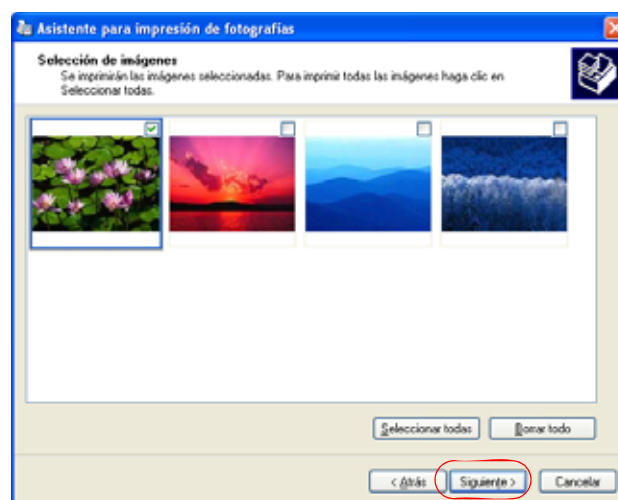 Asistente para impresión de fotografías
Selección de imágenes
Se imprimirán las imágenes seleccionadas. Para imprimir todas las imágenes haga clic en
Seleccionar todas.
Seleccionar todas
Borrar todo
< Atrás
Siguiente >
Cancelar